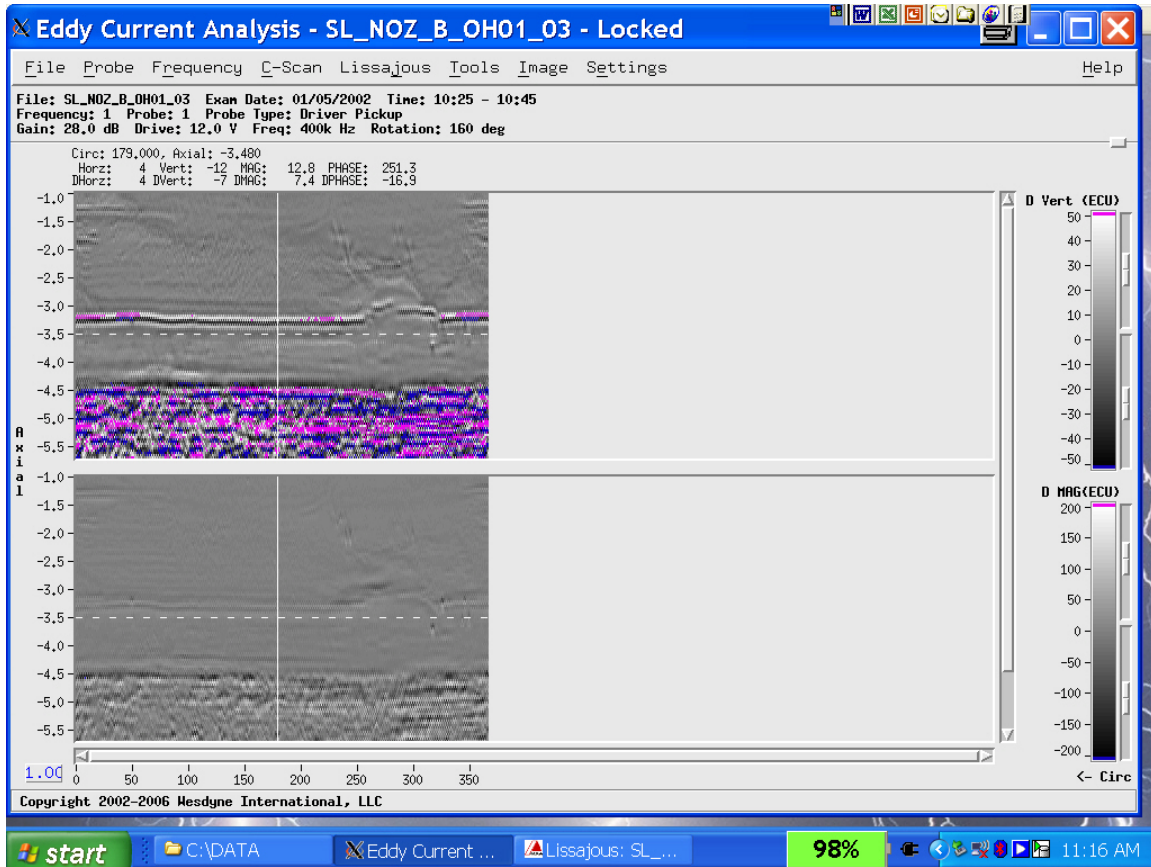 Eddy Current Analysis - SL_NOZ_B_OH01_03 - Locked
File Probe Frequency C-Scan Lissajous Tools Image Settings Help
File: SL_NOZ_B_OH01_03 Exam Date: 01/05/2002 Time: 10:25 - 10:45
Frequency: 1 Probe: 1 Probe Type: Driver Pickup
Gain: 28.0 dB Drive: 12.0 V Freq: 400k Hz Rotation: 160 deg
Circ: 179.000, Axial: -3.480
Horz: 4 Vert: -12 MAG: 12.8 PHASE: 251.3
DHorz: 4 DVert: -7 DMAG: 7.4 DPHASE: -16.9
Axial
-1.0
-1.5
-2.0
-2.5
-3.0
-3.5
-4.0
-4.5
-5.0
-5.5
-1.0
-1.5
-2.0
-2.5
-3.0
-3.5
-4.0
-4.5
-5.0
-5.5
D Vert (ECU)
50
40
30
20
10
0
-10
-20
-30
-40
-50
D MAG(ECU)
200
150
100
50
0
-50
-100
-150
-200
<- Circ
1.00
0 50 100 150 200 250 300 350
Copyright 2002-2006 Wesdyne International, LLC
start C:\DATA Eddy Current ... Lissajous: SL_... 98% 11:16 AM